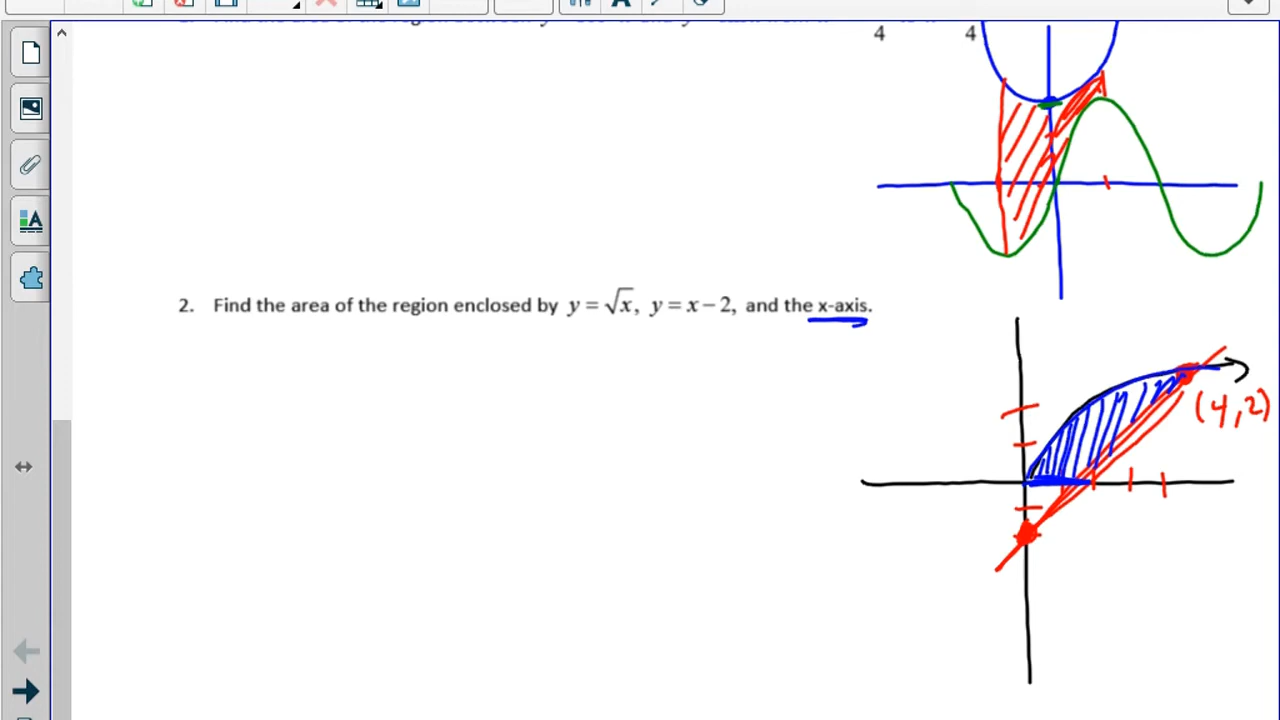 4 4
2. Find the area of the region enclosed by y = √x, y = x − 2, and the x-axis.
(4,2)